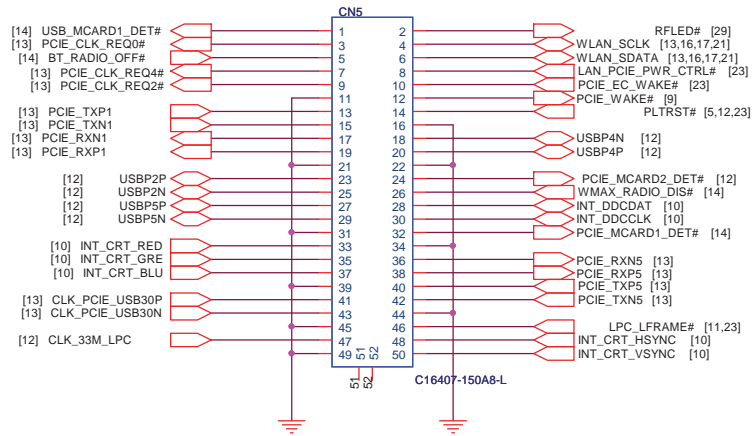 CN5
[14] USB_MCARD1_DET# 1 2 RFLED# [29]
[13] PCIE_CLK_REQ0# 3 4 WLAN_SCLK [13,16,17,21]
[14] BT_RADIO_OFF# 5 6 WLAN_SDATA [13,16,17,21]
[13] PCIE_CLK_REQ4# 7 8 LAN_PCIE_PWR_CTRL# [23]
[13] PCIE_CLK_REQ2# 9 10 PCIE_EC_WAKE# [23]
11 12 PCIE_WAKE# [9]
[13] PCIE_TXP1 13 14 PLTRST# [5,12,23]
[13] PCIE_TXN1 15 16
[13] PCIE_RXN1 17 18 USBP4N [12]
[13] PCIE_RXP1 19 20 USBP4P [12]
21 22
[12] USBP2P 23 24 PCIE_MCARD2_DET# [12]
[12] USBP2N 25 26 WMAX_RADIO_DIS# [14]
[12] USBP5P 27 28 INT_DDCDAT [10]
[12] USBP5N 29 30 INT_DDCCLK [10]
31 32 PCIE_MCARD1_DET# [14]
[10] INT_CRT_RED 33 34
[10] INT_CRT_GRE 35 36 PCIE_RXN5 [13]
[10] INT_CRT_BLU 37 38 PCIE_RXP5 [13]
39 40 PCIE_TXP5 [13]
[13] CLK_PCIE_USB30P 41 42 PCIE_TXN5 [13]
[13] CLK_PCIE_USB30N 43 44
45 46 LPC_LFRAME# [11,23]
[12] CLK_33M_LPC 47 48 INT_CRT_HSYNC [10]
49 50 INT_CRT_VSYNC [10]
51 52
51 52
C16407-150A8-L